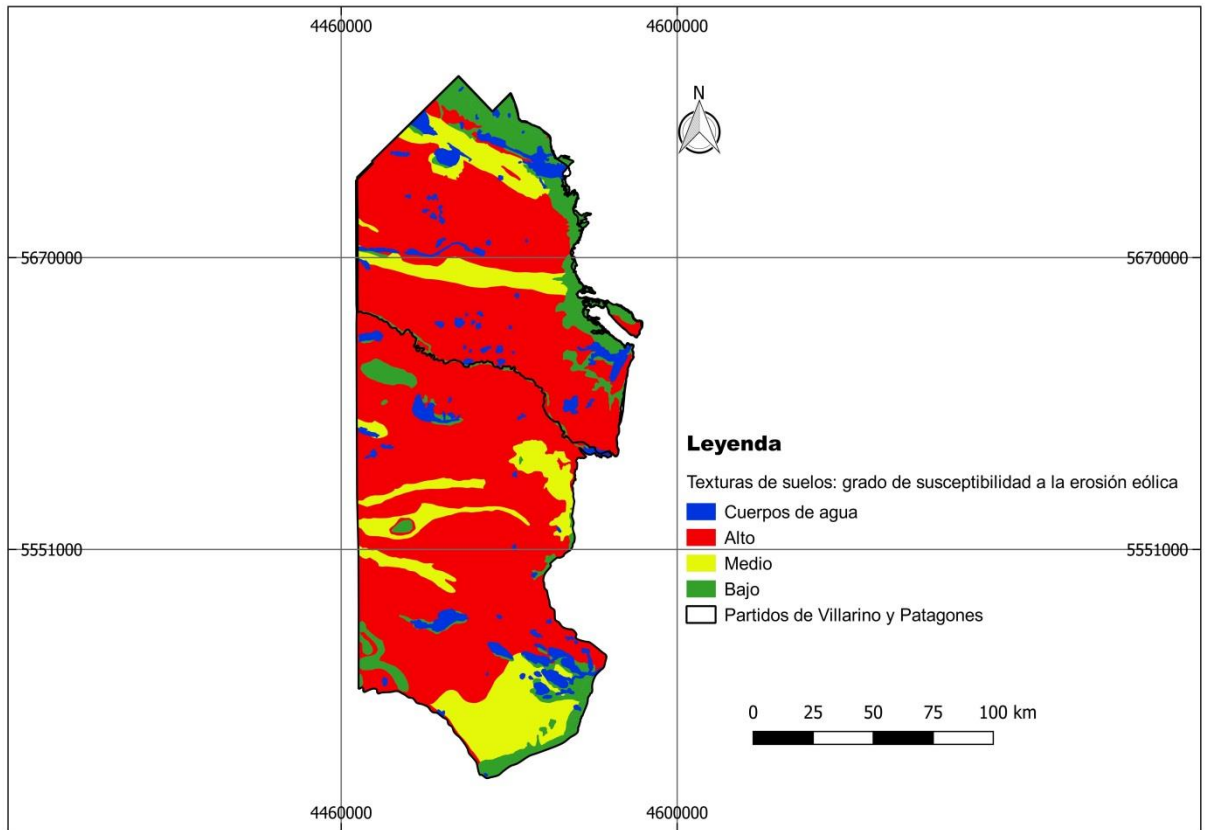 4460000
4600000
N
5670000
5670000
Leyenda
Texturas de suelos: grado de susceptibilidad a la erosión eólica
Cuerpos de agua
Alto
5551000
5551000
Medio
Bajo
Partidos de Villarino y Patagones
0 25 50 75 100 km
4460000
4600000